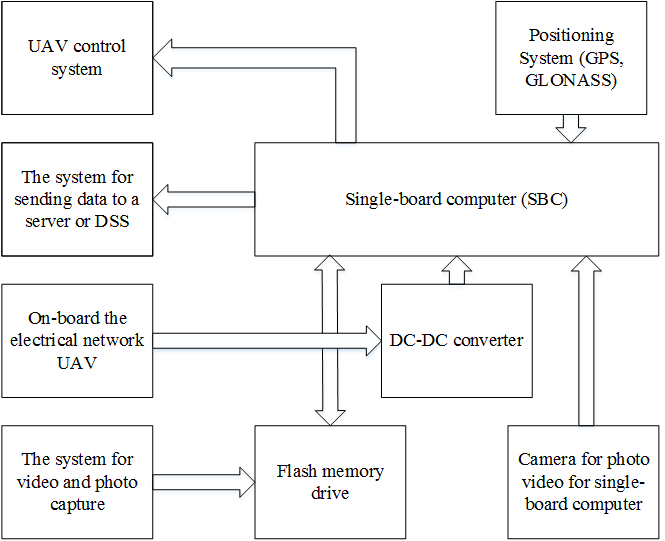 UAV control
system
Positioning
System (GPS,
GLONASS)
The system for
sending data to a
server or DSS
Single-board computer (SBC)
On-board the
electrical network
UAV
DC-DC converter
The system for
video and photo
capture
Flash memory
drive
Camera for photo
video for single-
board computer